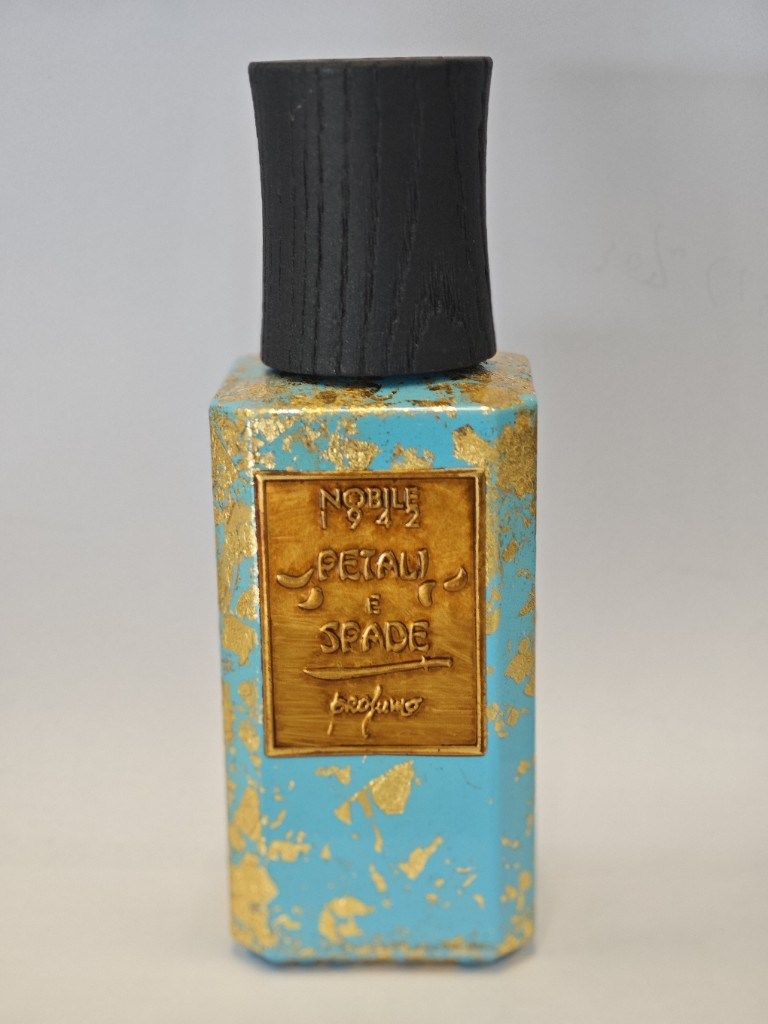 NOBILE
1942
PETALI
E
SPADE
profumo